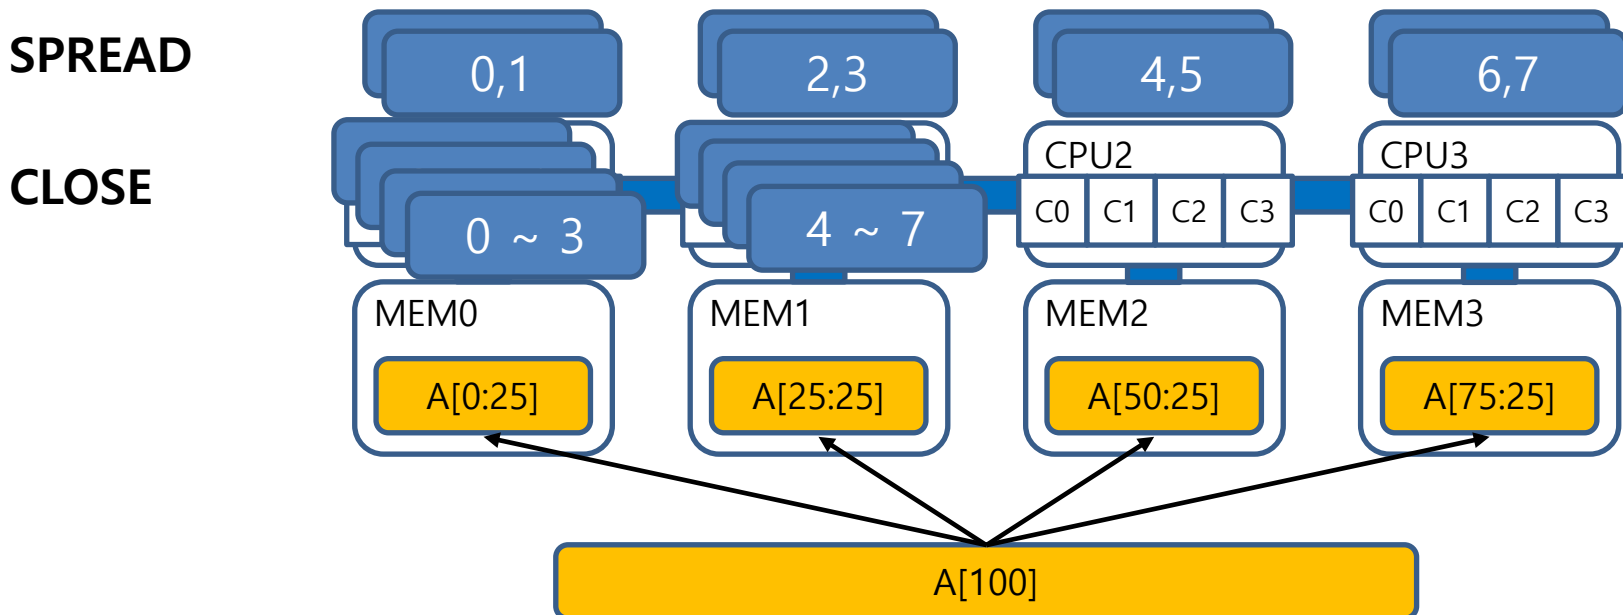 SPREAD
0,1
2,3
4,5
6,7
CLOSE
0 ~ 3
4 ~ 7
CPU2
C0 C1 C2 C3
CPU3
C0 C1 C2 C3
MEM0
A[0:25]
MEM1
A[25:25]
MEM2
A[50:25]
MEM3
A[75:25]
A[100]